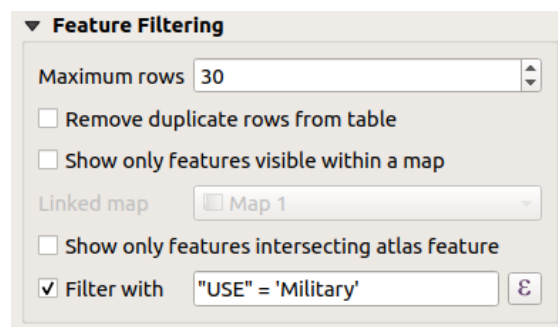 Feature Filtering
Maximum rows 30
Remove duplicate rows from table
Show only features visible within a map
Linked map Map 1
Show only features intersecting atlas feature
Filter with "USE" = 'Military' ε